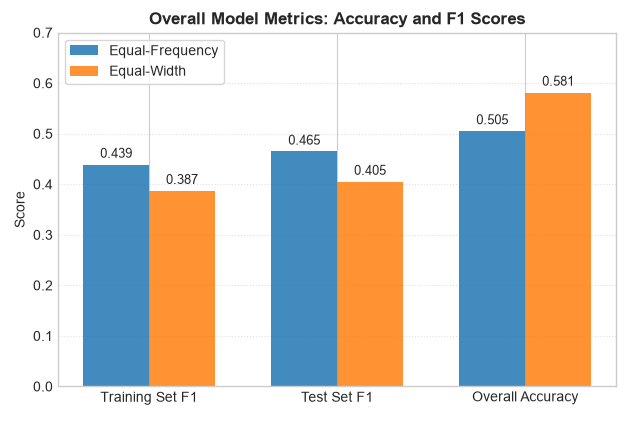 Overall Model Metrics: Accuracy and F1 Scores
Equal-Frequency
Equal-Width
Score
0.7
0.6
0.5
0.4
0.3
0.2
0.1
0.0
0.439
0.387
0.465
0.405
0.505
0.581
Training Set F1
Test Set F1
Overall Accuracy